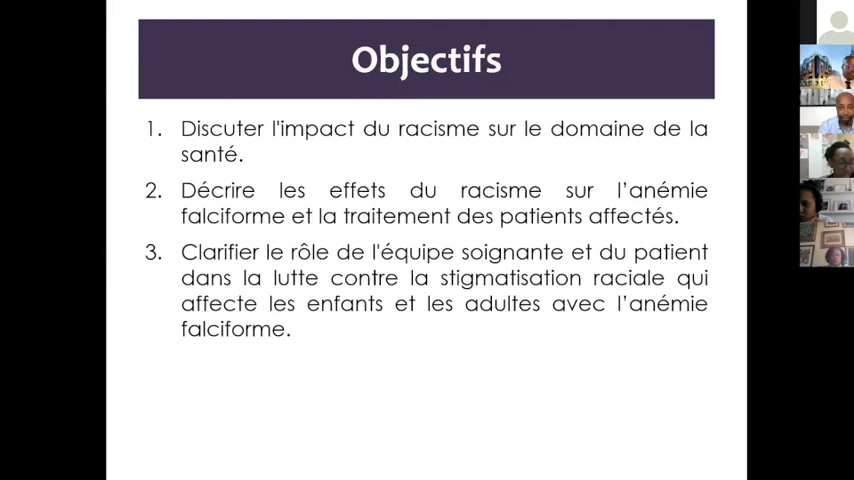 Objectifs
1. Discuter l'impact du racisme sur le domaine de la
santé.
2. Décrire les effets du racisme sur l’anémie
falciforme et la traitement des patients affectés.
3. Clarifier le rôle de l'équipe soignante et du patient
dans la lutte contre la stigmatisation raciale qui
affecte les enfants et les adultes avec l’anémie
falciforme.